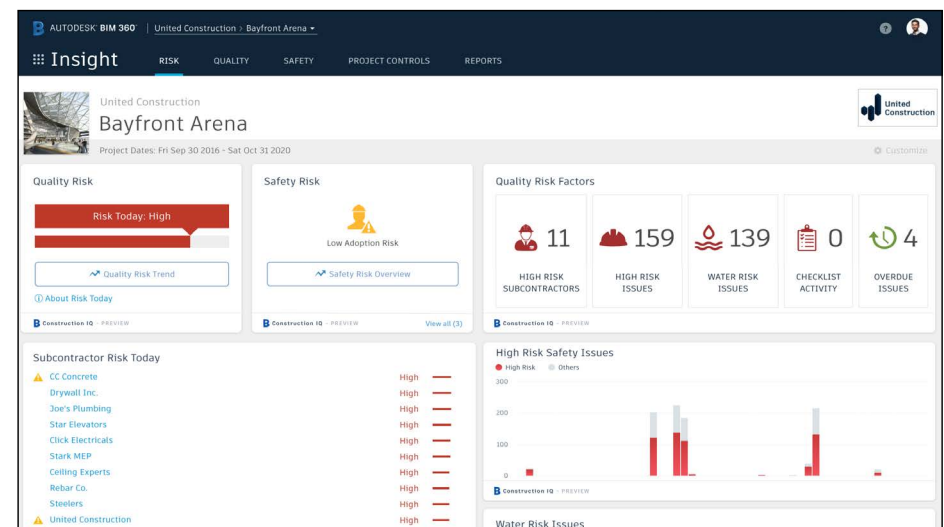 AUTODESK® BIM 360° United Construction > Bayfront Arena
Insight RISK QUALITY SAFETY PROJECT CONTROLS REPORTS
United Construction
Bayfront Arena
United Construction
Project Dates: Fri Sep 30 2016 - Sat Oct 31 2020
Customize
Quality Risk
Risk Today: High
Quality Risk Trend
About Risk Today
Construction IQ - PREVIEW
Safety Risk
Low Adoption Risk
Safety Risk Overview
Construction IQ - PREVIEW View all (3)
Quality Risk Factors
11
HIGH RISK
SUBCONTRACTORS
159
HIGH RISK
ISSUES
139
WATER RISK
ISSUES
0
CHECKLIST
ACTIVITY
4
OVERDUE
ISSUES
Construction IQ - PREVIEW
Subcontractor Risk Today
CC Concrete High
Drywall Inc. High
Joe's Plumbing High
Star Elevators High
Click Electricals High
Stark MEP High
Ceiling Experts High
Rebar Co. High
Steelers High
United Construction High
High Risk Safety Issues
High Risk Others
300
200
100
0
Construction IQ - PREVIEW
Water Risk Issues